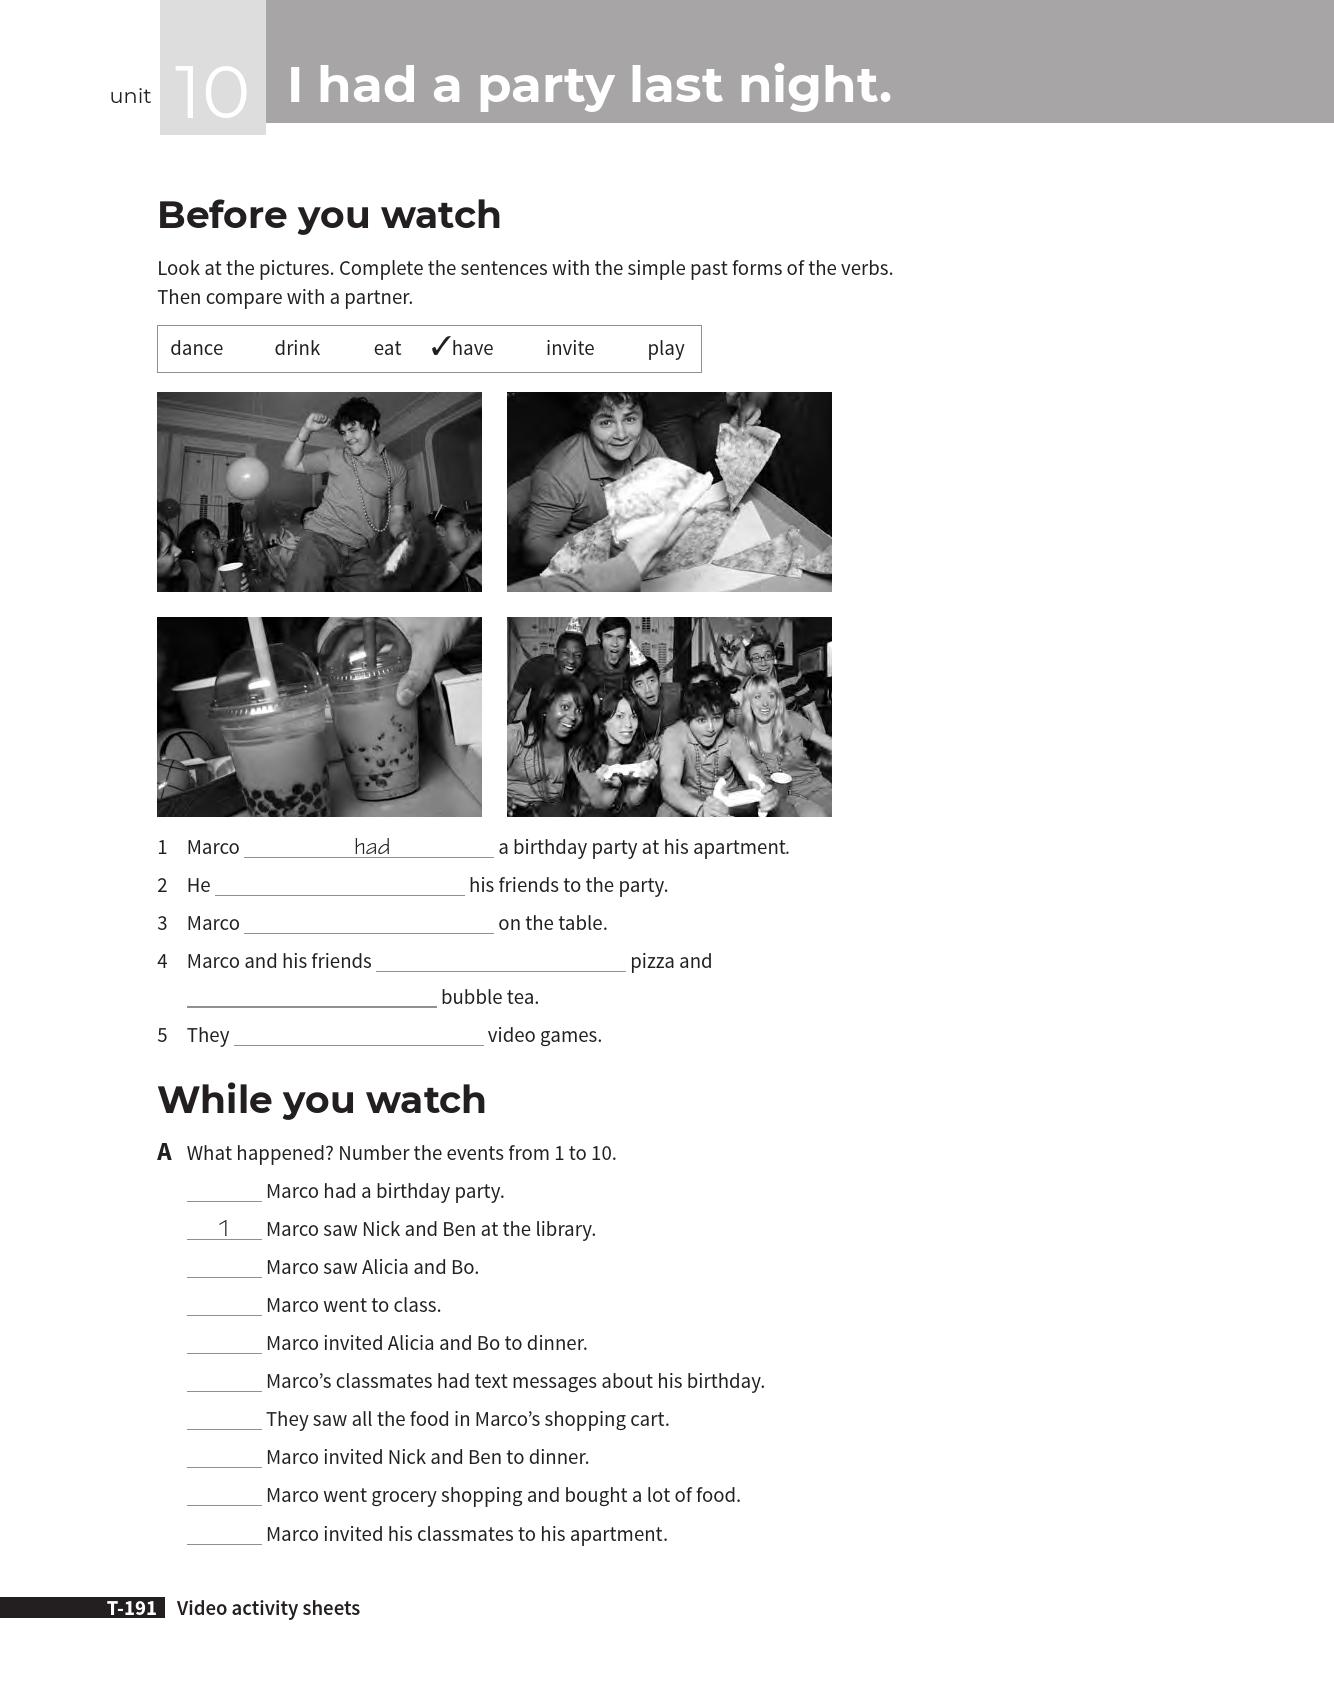 unit 10 I had a party last night.
Before you watch
Look at the pictures. Complete the sentences with the simple past forms of the verbs.
Then compare with a partner.
dance drink eat ✓have invite play
1 Marco had a birthday party at his apartment.
2 He ____ his friends to the party.
3 Marco ____ on the table.
4 Marco and his friends ____ pizza and
____ bubble tea.
5 They ____ video games.
While you watch
A What happened? Number the events from 1 to 10.
____ Marco had a birthday party.
1 Marco saw Nick and Ben at the library.
____ Marco saw Alicia and Bo.
____ Marco went to class.
____ Marco invited Alicia and Bo to dinner.
____ Marco’s classmates had text messages about his birthday.
____ They saw all the food in Marco’s shopping cart.
____ Marco invited Nick and Ben to dinner.
____ Marco went grocery shopping and bought a lot of food.
____ Marco invited his classmates to his apartment.
T-191 Video activity sheets